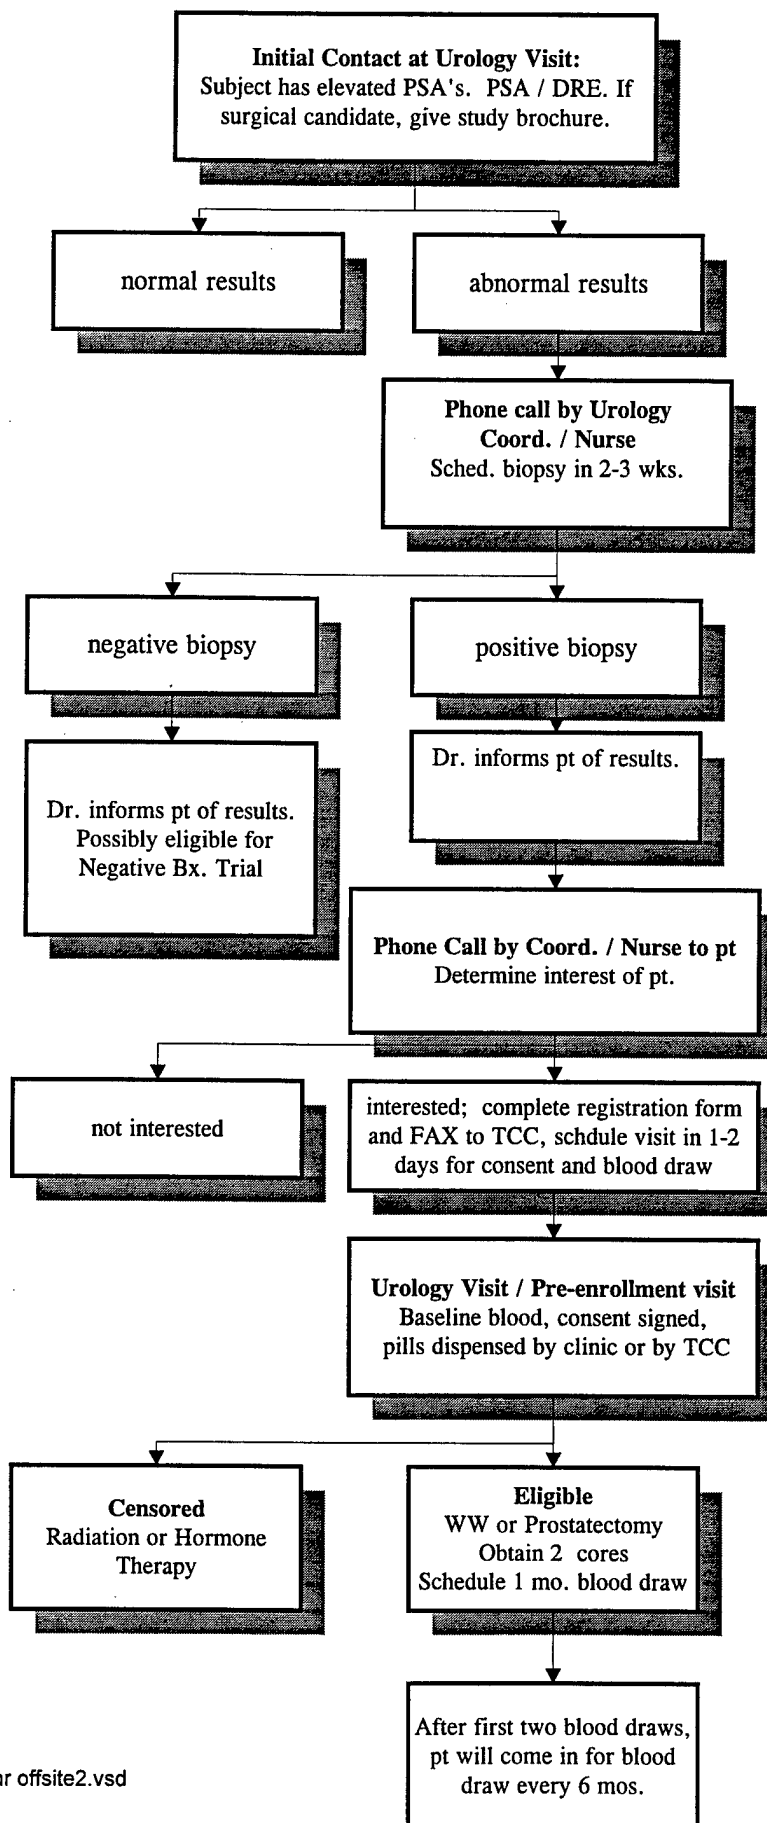 Initial Contact at Urology Visit:
Subject has elevated PSA's. PSA / DRE. If
surgical candidate, give study brochure.
normal results
abnormal results
Phone call by Urology
Coord. / Nurse
Sched. biopsy in 2-3 wks.
negative biopsy
positive biopsy
Dr. informs pt of results.
Possibly eligible for
Negative Bx. Trial
Dr. informs pt of results.
Phone Call by Coord. / Nurse to pt
Determine interest of pt.
not interested
interested; complete registration form
and FAX to TCC, schdule visit in 1-2
days for consent and blood draw
Urology Visit / Pre-enrollment visit
Baseline blood, consent signed,
pills dispensed by clinic or by TCC
Censored
Radiation or Hormone
Therapy
Eligible
WW or Prostatectomy
Obtain 2 cores
Schedule 1 mo. blood draw
After first two blood draws,
pt will come in for blood
draw every 6 mos.
offsite2.vsd